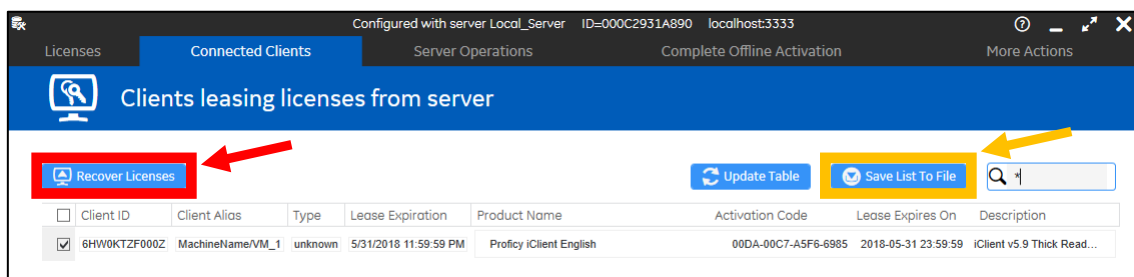 Configured with server Local_Server ID=000C2931A890 localhost:3333
Licenses Connected Clients Server Operations Complete Offline Activation More Actions
Clients leasing licenses from server
Recover Licenses Update Table Save List To File *
Client ID Client Alias Type Lease Expiration Product Name Activation Code Lease Expires On Description
6HW0KTZF000Z MachineName/VM_1 unknown 5/31/2018 11:59:59 PM Proficy iClient English 00DA-00C7-A5F6-6985 2018-05-31 23:59:59 iClient v5.9 Thick Read...